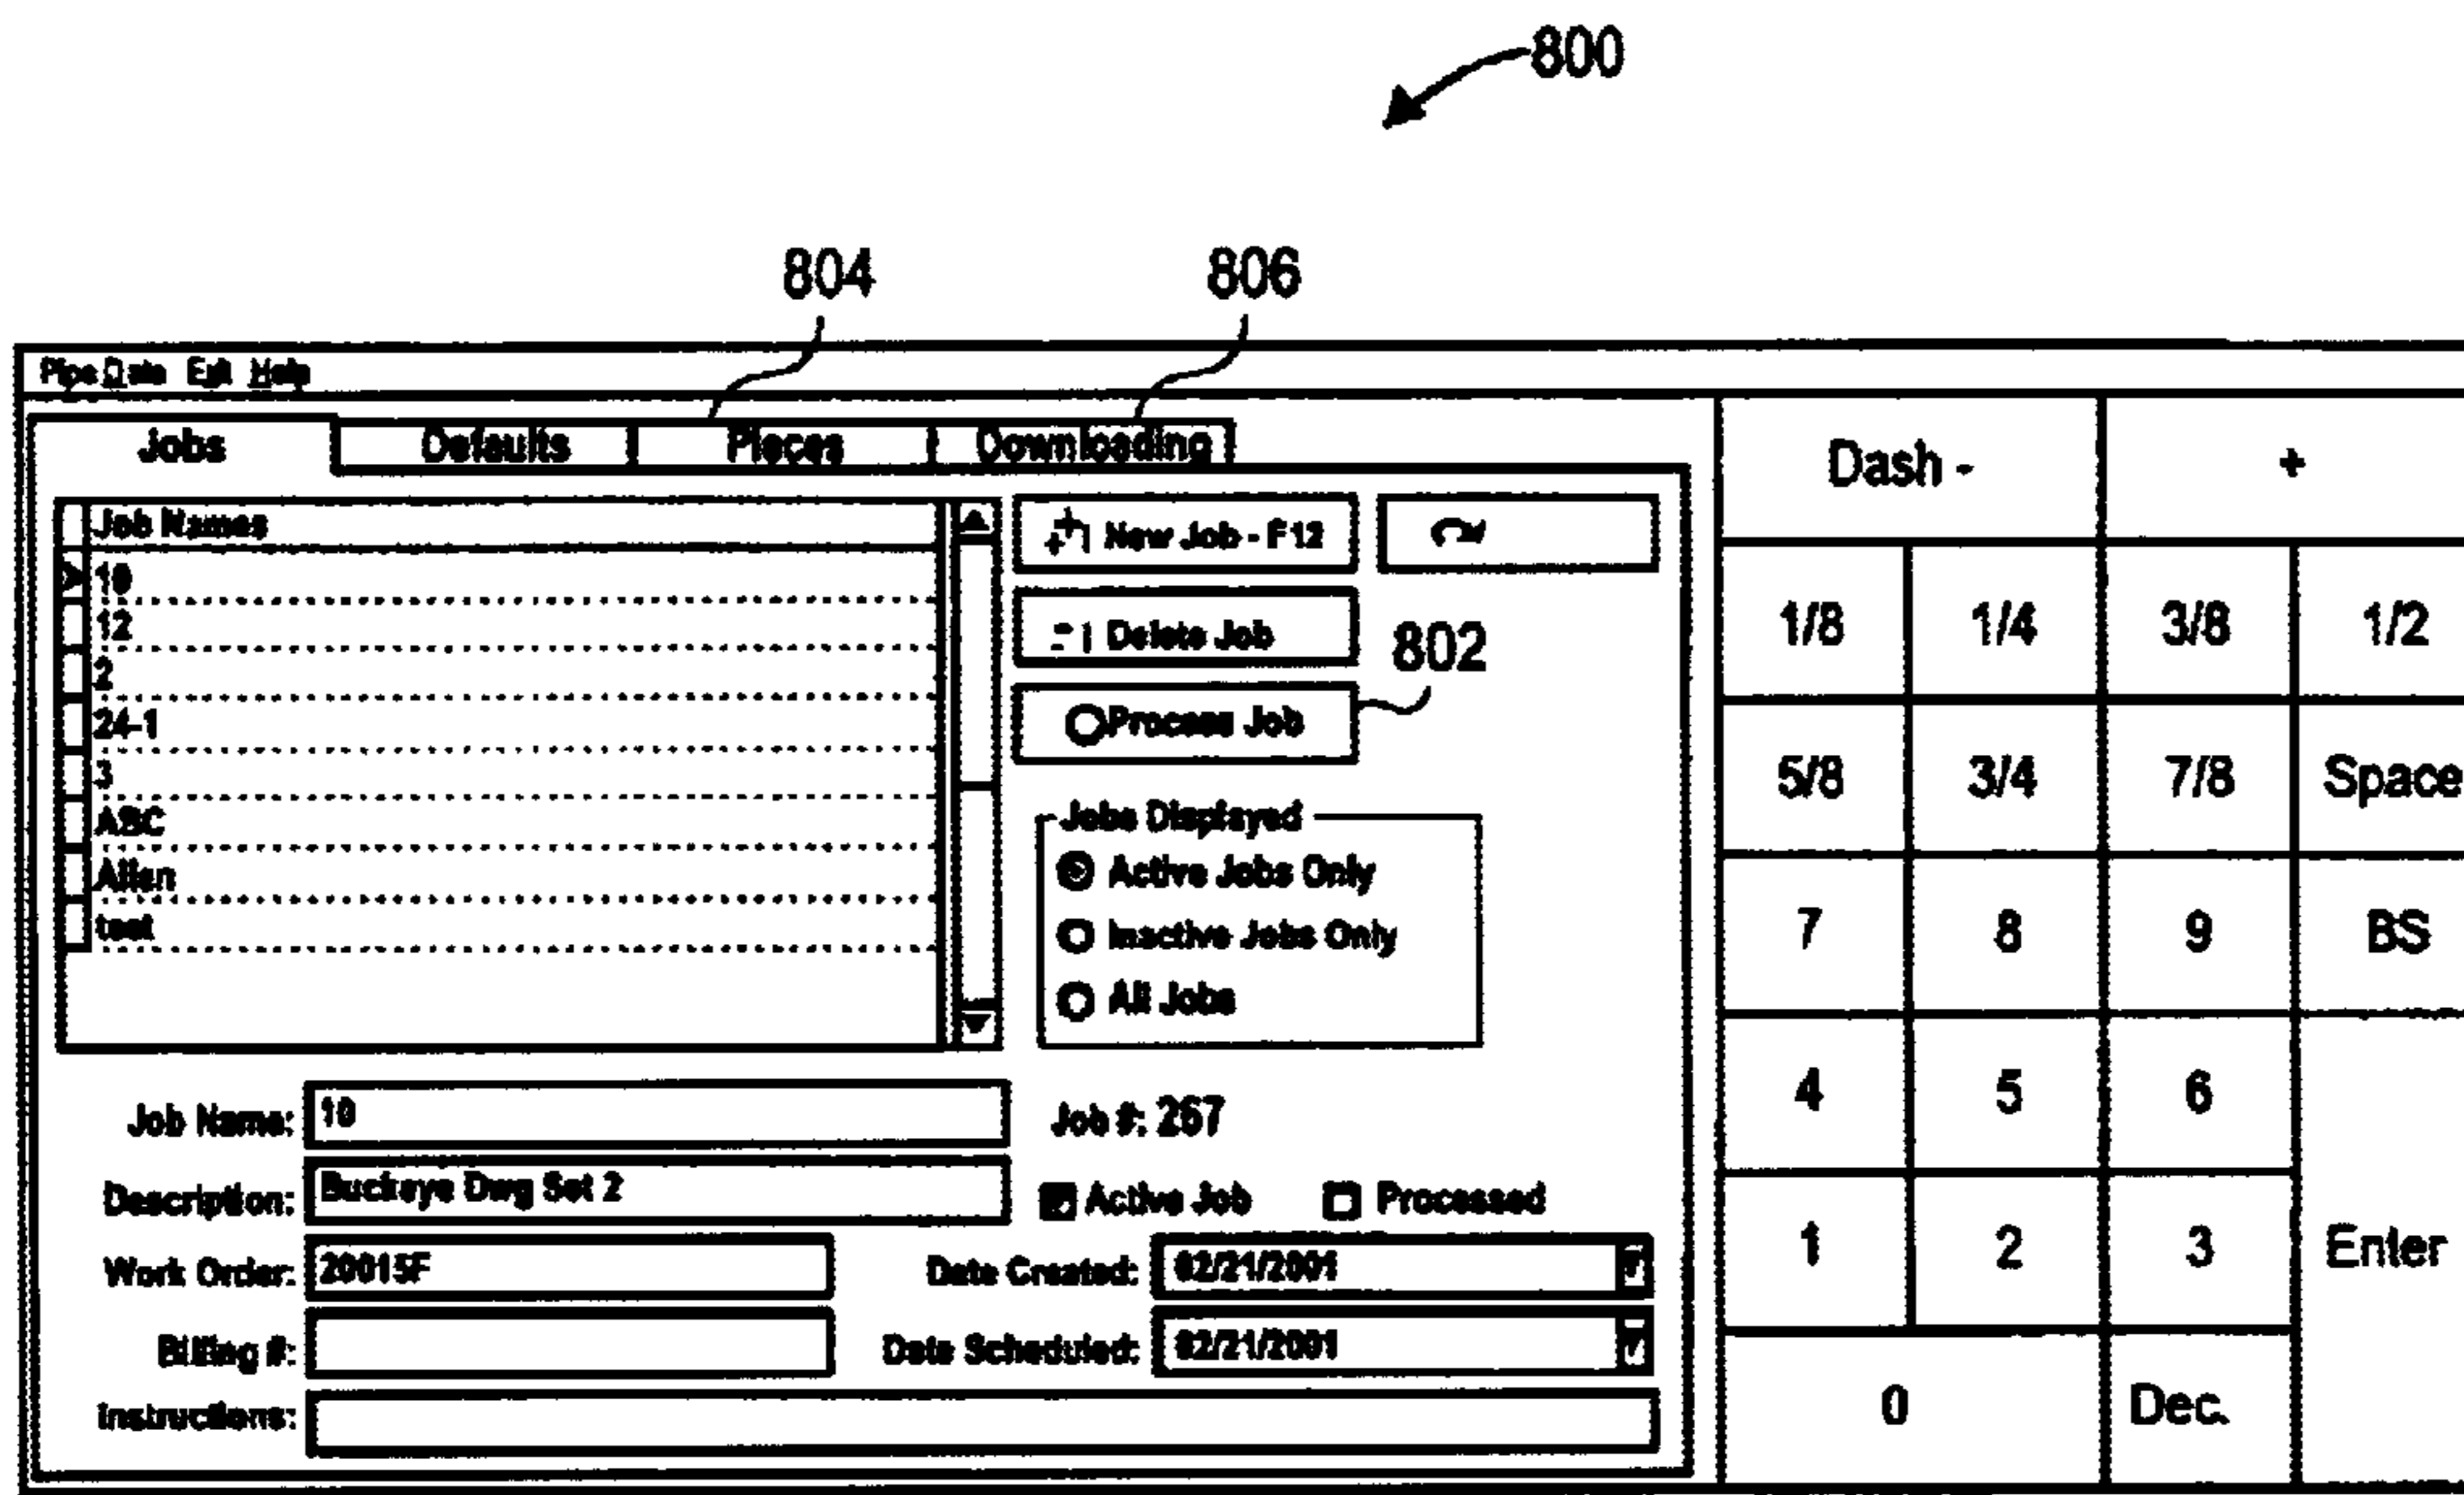 800
804
806
Pipe Data Exit Help
Jobs Defaults Pieces Downloading
Job Names
10
12
2
24-1
3
ABC
Allen
test
New Job - F12
Delete Job
802
Process Job
Jobs Displayed
Active Jobs Only
Inactive Jobs Only
All Jobs
Job Name: 10
Job #: 267
Description: Buckeye Dwg Set 2
Active Job
Processed
Work Order: 20015F
Date Created: 02/21/2001
Billing #:
Date Scheduled: 02/21/2001
Instructions:
Dash - +
1/8 1/4 3/8 1/2
5/8 3/4 7/8 Space
7 8 9 BS
4 5 6
1 2 3 Enter
0 Dec.